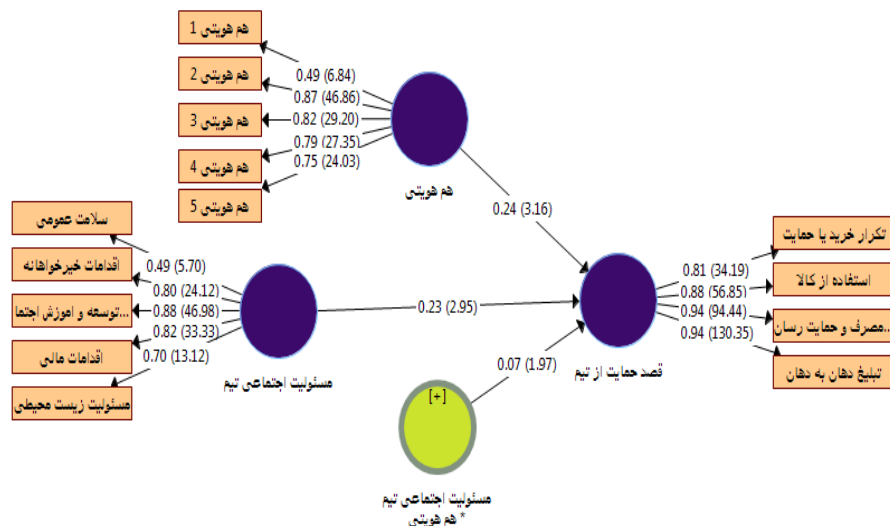 هم هویتی 1
هم هویتی 2
هم هویتی 3
هم هویتی 4
هم هویتی 5
0.49 (6.84)
0.87 (46.86)
0.82 (29.20)
0.79 (27.35)
0.75 (24.03)
هم هویتی
0.24 (3.16)
سلامت عمومی
اقدامات خیرخواهانه
توسعه و اموزش اجتما...
اقدامات مالی
مسئولیت زیست محیطی
0.49 (5.70)
0.80 (24.12)
0.88 (46.98)
0.82 (33.33)
0.70 (13.12)
مسئولیت اجتماعی تیم
0.23 (2.95)
تکرار خرید یا حمایت
استفاده از کالا
مصرف و حمایت رسان...
تبلیغ دهان به دهان
0.81 (34.19)
0.88 (56.85)
0.94 (94.44)
0.94 (130.35)
قصد حمایت از تیم
0.07 (1.97)
[+]
مسئولیت اجتماعی تیم
* هم هویتی